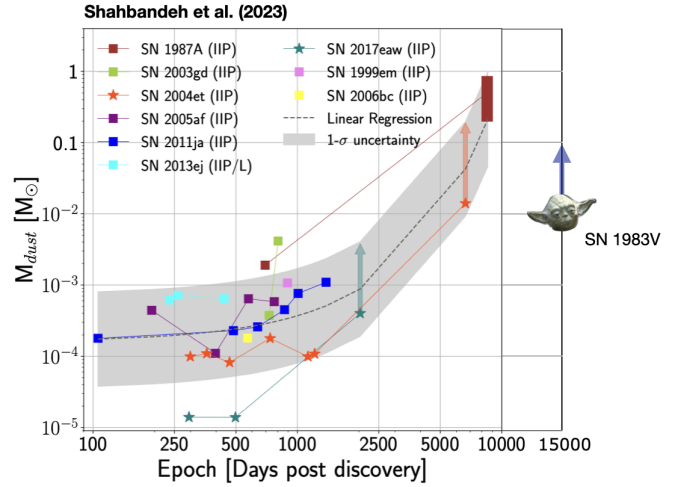 Shahbandeh et al. (2023)
SN 1987A (IIP)
SN 2003gd (IIP)
SN 2004et (IIP)
SN 2005af (IIP)
SN 2011ja (IIP)
SN 2013ej (IIP/L)
SN 2017eaw (IIP)
SN 1999em (IIP)
SN 2006bc (IIP)
Linear Regression
1-σ uncertainty
M_dust [M⊙]
1
0.1
10⁻²
10⁻³
10⁻⁴
10⁻⁵
SN 1983V
100 250 500 1000 2500 5000 10000 15000
Epoch [Days post discovery]